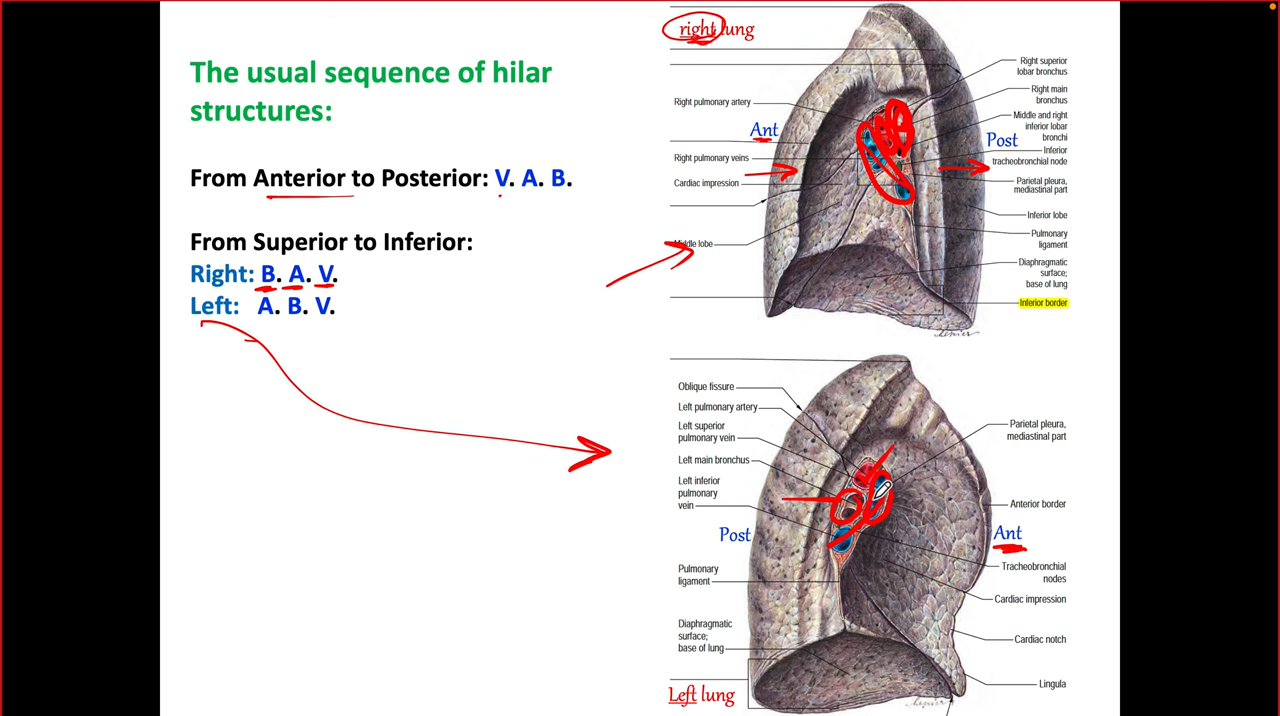 The usual sequence of hilar
structures:
From Anterior to Posterior: V. A. B.
From Superior to Inferior:
Right: B. A. V.
Left: A. B. V.
right lung
Right pulmonary artery
Ant
Right pulmonary veins
Cardiac impression
Middle lobe
Right superior
lobar bronchus
Right main
bronchus
Middle and right
inferior lobar
bronchi
Post
Inferior
tracheobronchial node
Parietal pleura,
mediastinal part
Inferior lobe
Pulmonary
ligament
Diaphragmatic
surface;
base of lung
Inferior border
Oblique fissure
Left pulmonary artery
Left superior
pulmonary vein
Left main bronchus
Left inferior
pulmonary
vein
Post
Pulmonary
ligament
Diaphragmatic
surface;
base of lung
Left lung
Parietal pleura,
mediastinal part
Anterior border
Ant
Tracheobronchial
nodes
Cardiac impression
Cardiac notch
Lingula